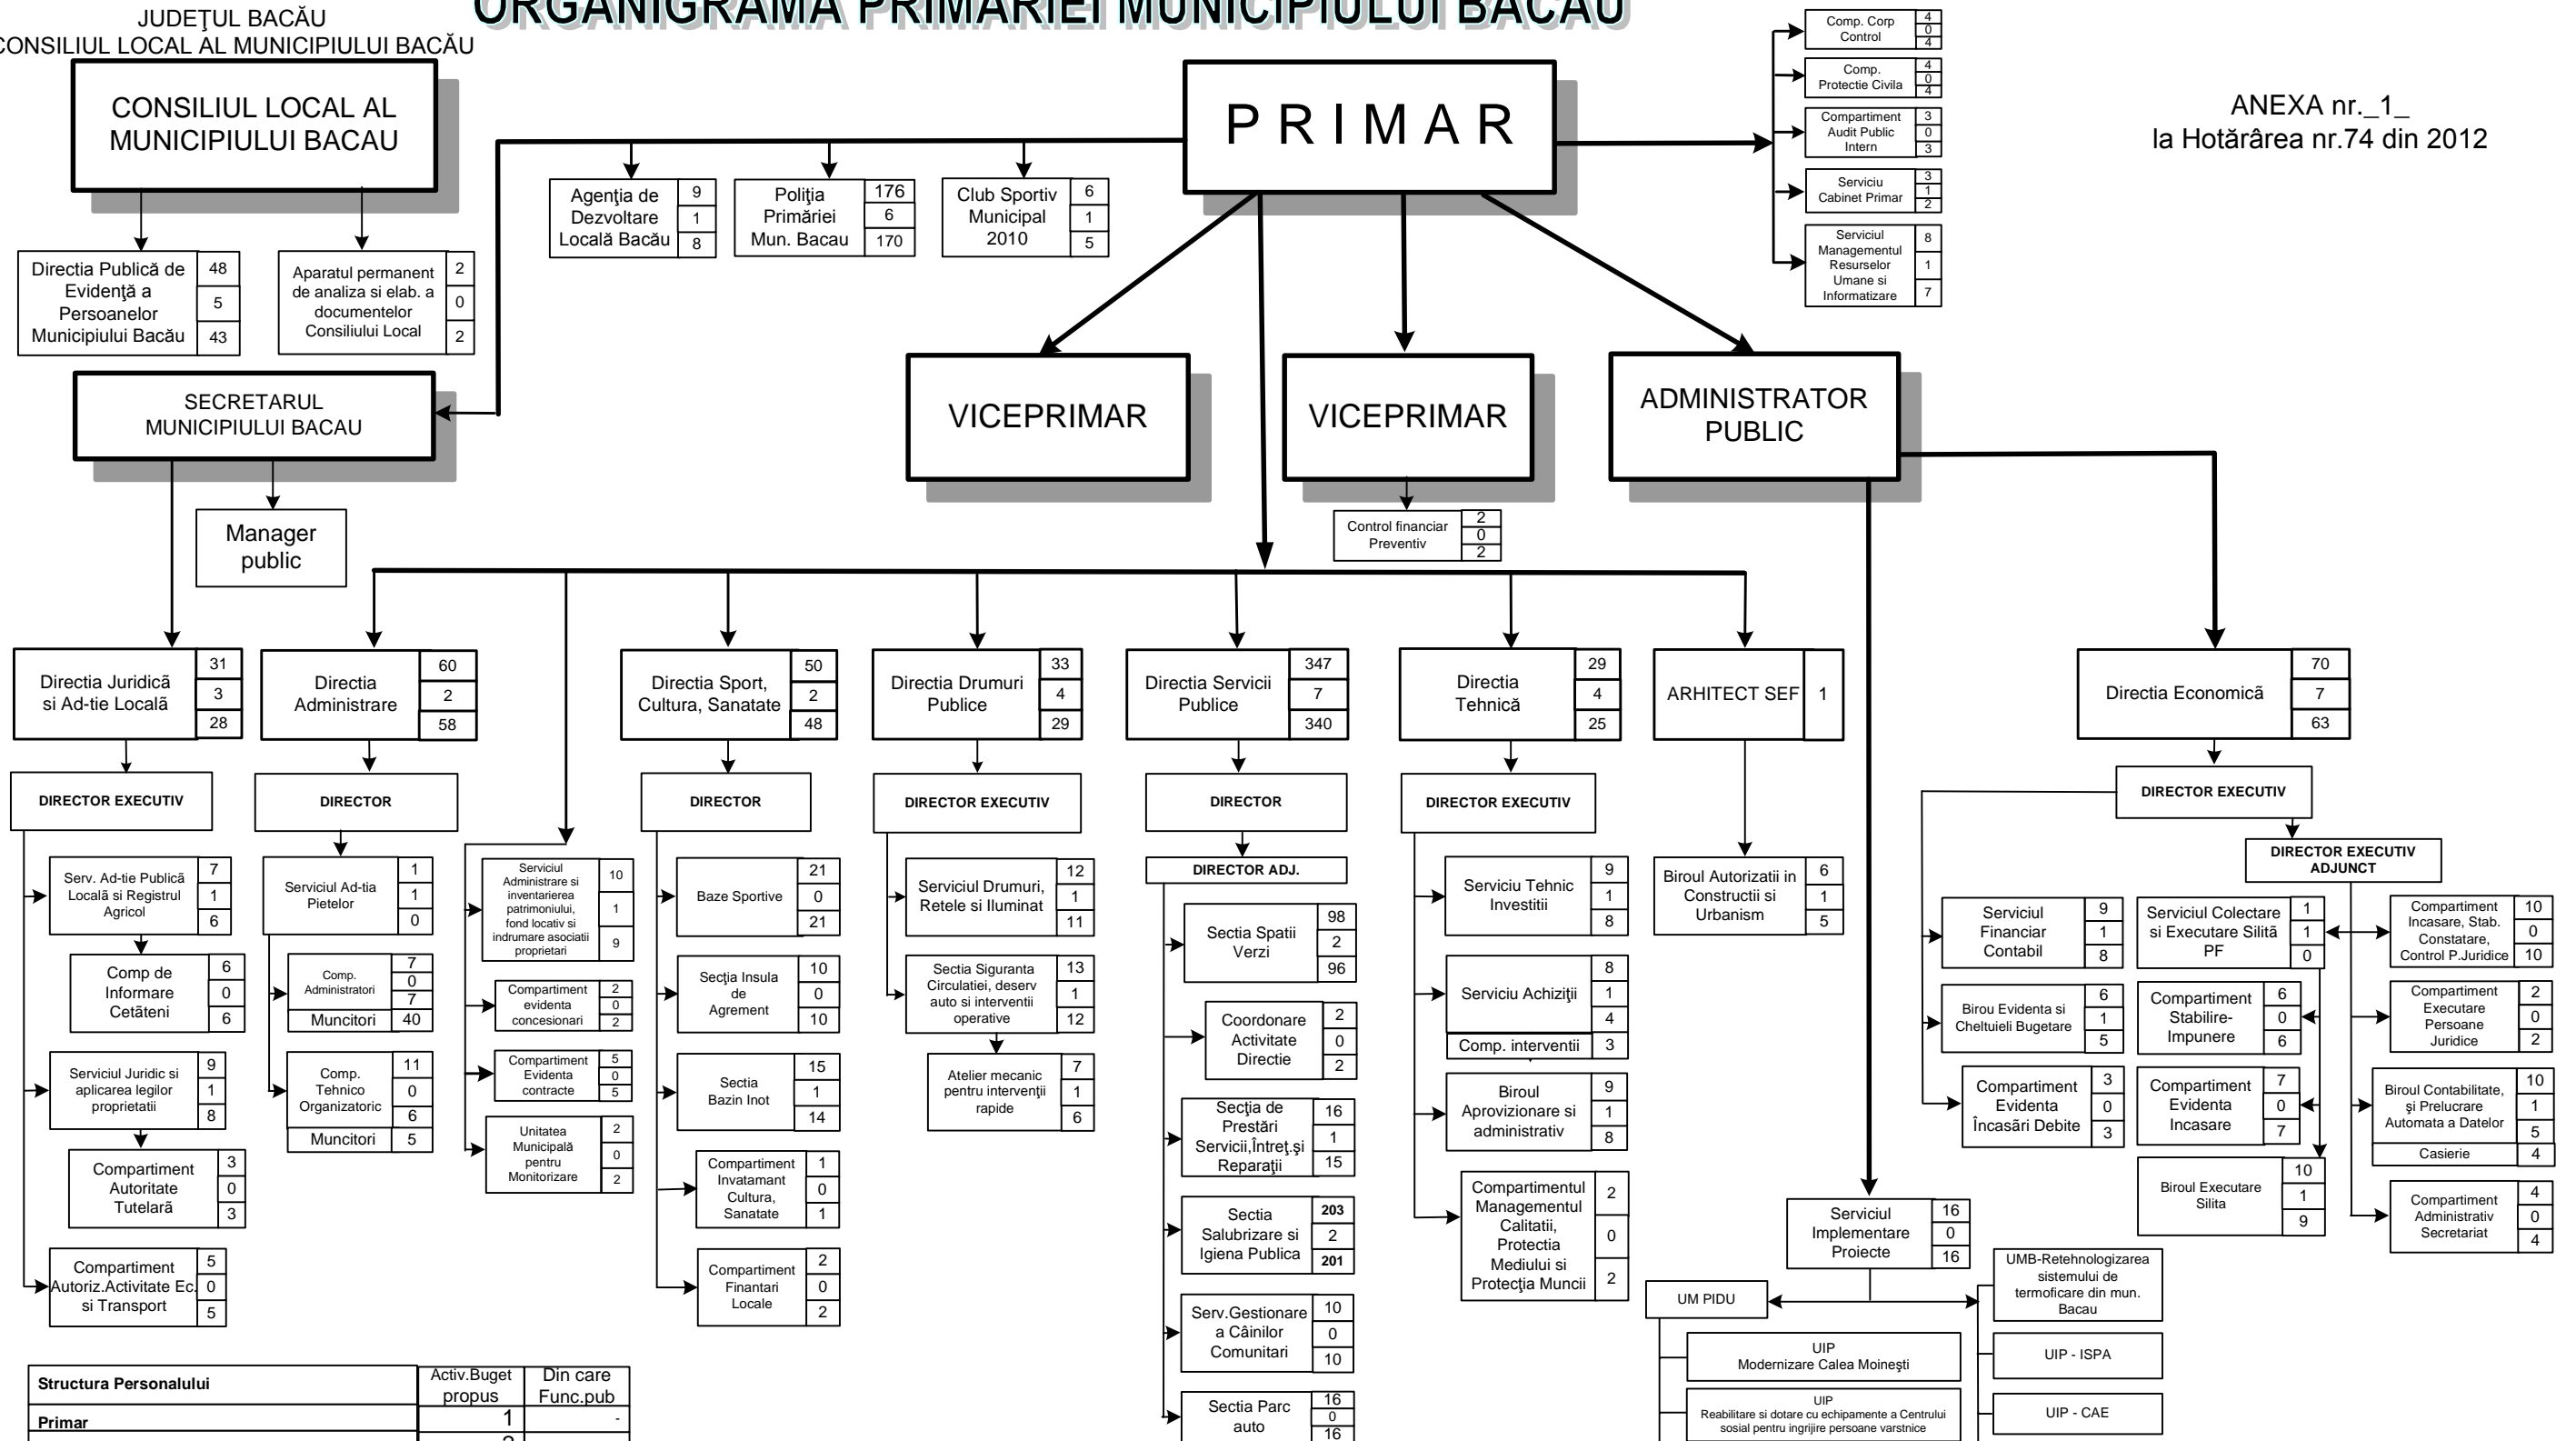 ORGANIGRAMA PRIMĂRIEI MUNICIPIULUI BACĂU
JUDEŢUL BACĂU
CONSILIUL LOCAL AL MUNICIPIULUI BACĂU
ANEXA nr._1_
la Hotărârea nr.74 din 2012
CONSILIUL LOCAL AL
MUNICIPIULUI BACAU
P R I M A R
Comp. Corp
Control
4
0
4
Comp.
Protectie Civila
4
0
4
Compartiment
Audit Public
Intern
3
0
3
Serviciu
Cabinet Primar
3
1
2
Serviciul
Managementul
Resurselor
Umane si
Informatizare
8
1
7
Agenţia de
Dezvoltare
Locală Bacău
9
1
8
Poliţia
Primăriei
Mun. Bacau
176
6
170
Club Sportiv
Municipal
2010
6
1
5
Directia Publică de
Evidenţă a
Persoanelor
Municipiului Bacău
48
5
43
Aparatul permanent
de analiza si elab. a
documentelor
Consiliului Local
2
0
2
SECRETARUL
MUNICIPIULUI BACAU
VICEPRIMAR
VICEPRIMAR
ADMINISTRATOR
PUBLIC
Manager
public
Control financiar
Preventiv
2
0
2
Directia Juridicã
si Ad-tie Localã
31
3
28
Directia
Administrare
60
2
58
Directia Sport,
Cultura, Sanatate
50
2
48
Directia Drumuri
Publice
33
4
29
Directia Servicii
Publice
347
7
340
Directia
Tehnică
29
4
25
ARHITECT SEF
1
Directia Economicã
70
7
63
DIRECTOR EXECUTIV
DIRECTOR
DIRECTOR
DIRECTOR EXECUTIV
DIRECTOR
DIRECTOR EXECUTIV
DIRECTOR EXECUTIV
DIRECTOR ADJ.
DIRECTOR EXECUTIV
ADJUNCT
Serv. Ad-tie Publicã
Localã si Registrul
Agricol
7
1
6
Comp de
Informare
Cetãteni
6
0
6
Serviciul Juridic si
aplicarea legilor
proprietatii
9
1
8
Compartiment
Autoritate
Tutelarã
3
0
3
Compartiment
Autoriz.Activitate Ec.
si Transport
5
0
5
Serviciul Ad-tia
Pietelor
1
1
0
Comp.
Administratori
7
0
7
Muncitori
40
Comp.
Tehnico
Organizatoric
11
0
6
Muncitori
5
Serviciul
Administrare si
inventarierea
patrimoniului,
fond locativ si
indrumare asociatii
proprietari
10
1
9
Compartiment
evidenta
concesionari
2
0
2
Compartiment
Evidenta
contracte
5
0
5
Unitatea
Municipală
pentru
Monitorizare
2
0
2
Baze Sportive
21
0
21
Secţia Insula
de
Agrement
10
0
10
Sectia
Bazin Inot
15
1
14
Compartiment
Invatamant
Cultura,
Sanatate
1
0
1
Compartiment
Finantari
Locale
2
0
2
Serviciul Drumuri,
Retele si Iluminat
12
1
11
Sectia Siguranta
Circulatiei, deserv
auto si interventii
operative
13
1
12
Atelier mecanic
pentru intervenţii
rapide
7
1
6
Sectia Spatii
Verzi
98
2
96
Coordonare
Activitate
Directie
2
0
2
Secţia de
Prestări
Servicii,Întreţ.şi
Reparaţii
16
1
15
Sectia
Salubrizare si
Igiena Publica
203
2
201
Serv.Gestionare
a Câinilor
Comunitari
10
0
10
Sectia Parc
auto
16
0
16
Serviciu Tehnic
Investitii
9
1
8
Serviciu Achiziţii
8
1
4
Comp. interventii
3
Biroul
Aprovizionare si
administrativ
9
1
8
Compartimentul
Managementul
Calitatii,
Protectia
Mediului si
Protecţia Muncii
2
0
2
Biroul Autorizatii in
Constructii si
Urbanism
6
1
5
Serviciul
Implementare
Proiecte
16
0
16
UM PIDU
UIP
Modernizare Calea Moineşti
UIP
Reabilitare si dotare cu echipamente a Centrului
sosial pentru ingrijire persoane varstnice
UMB-Retehnologizarea
sistemului de
termoficare din mun.
Bacau
UIP - ISPA
UIP - CAE
Serviciul
Financiar
Contabil
9
1
8
Birou Evidenta si
Cheltuieli Bugetare
6
1
5
Compartiment
Evidenta
Încasãri Debite
3
0
3
Serviciul Colectare
si Executare Silitã
PF
1
1
0
Compartiment
Stabilire-
Impunere
6
0
6
Compartiment
Evidenta
Incasare
7
0
7
Biroul Executare
Silita
10
1
9
Compartiment
Incasare, Stab.
Constatare,
Control P.Juridice
10
0
10
Compartiment
Executare
Persoane
Juridice
2
0
2
Biroul Contabilitate,
şi Prelucrare
Automata a Datelor
10
1
5
Casierie
4
Compartiment
Administrativ
Secretariat
4
0
4
Structura Personalului
Activ.Buget
propus
Din care
Func.pub
Primar
1
-